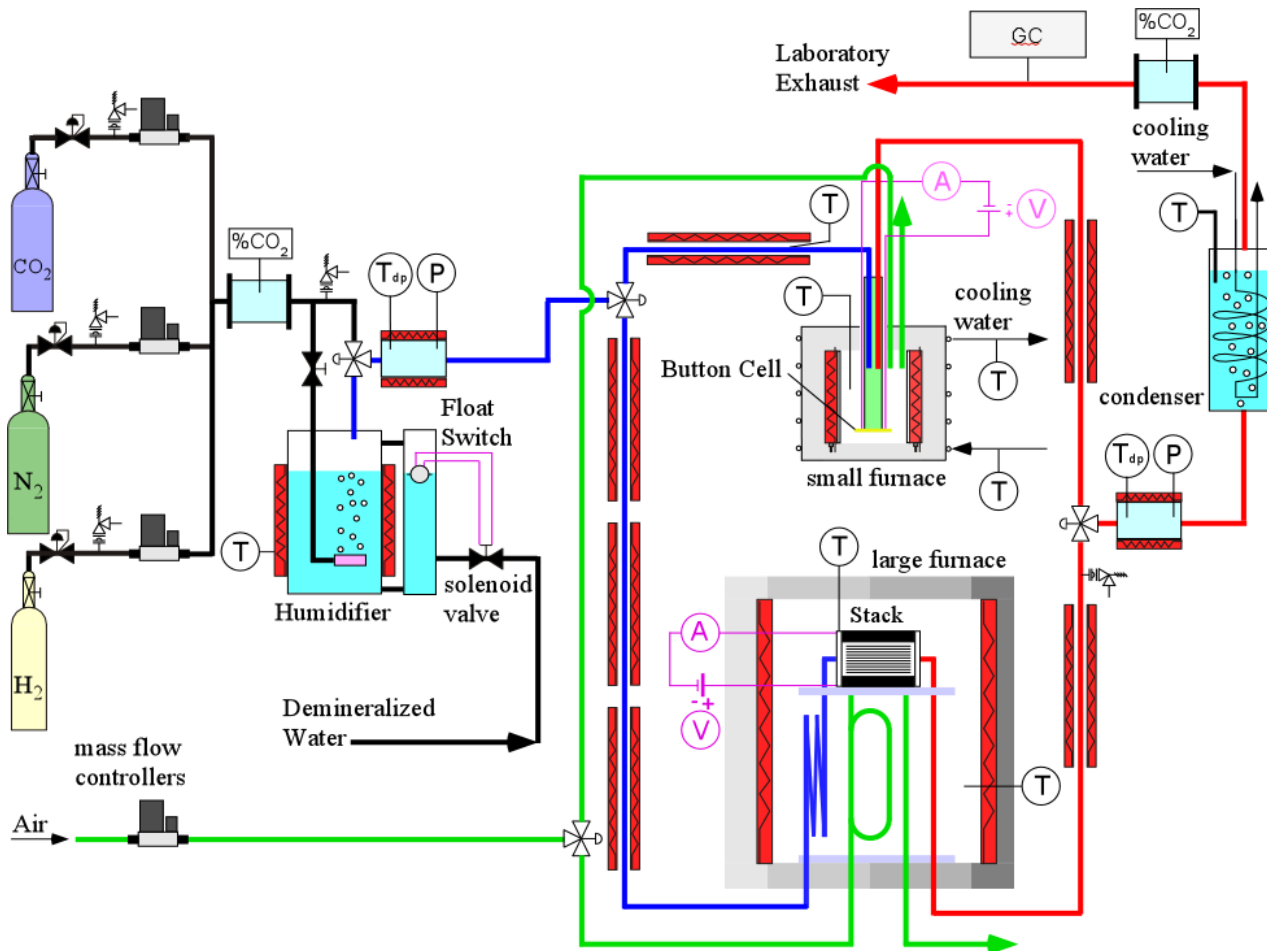 GC
%CO2
Laboratory
Exhaust
cooling
water
%CO2
CO2
A
V
T
T
Tdp
P
T
cooling
water
N2
Button Cell
T
condenser
Float
Switch
small furnace
T
Tdp
P
H2
T
Humidifier
solenoid
valve
T
large furnace
Stack
A
V
Demineralized
Water
mass flow
controllers
T
Air